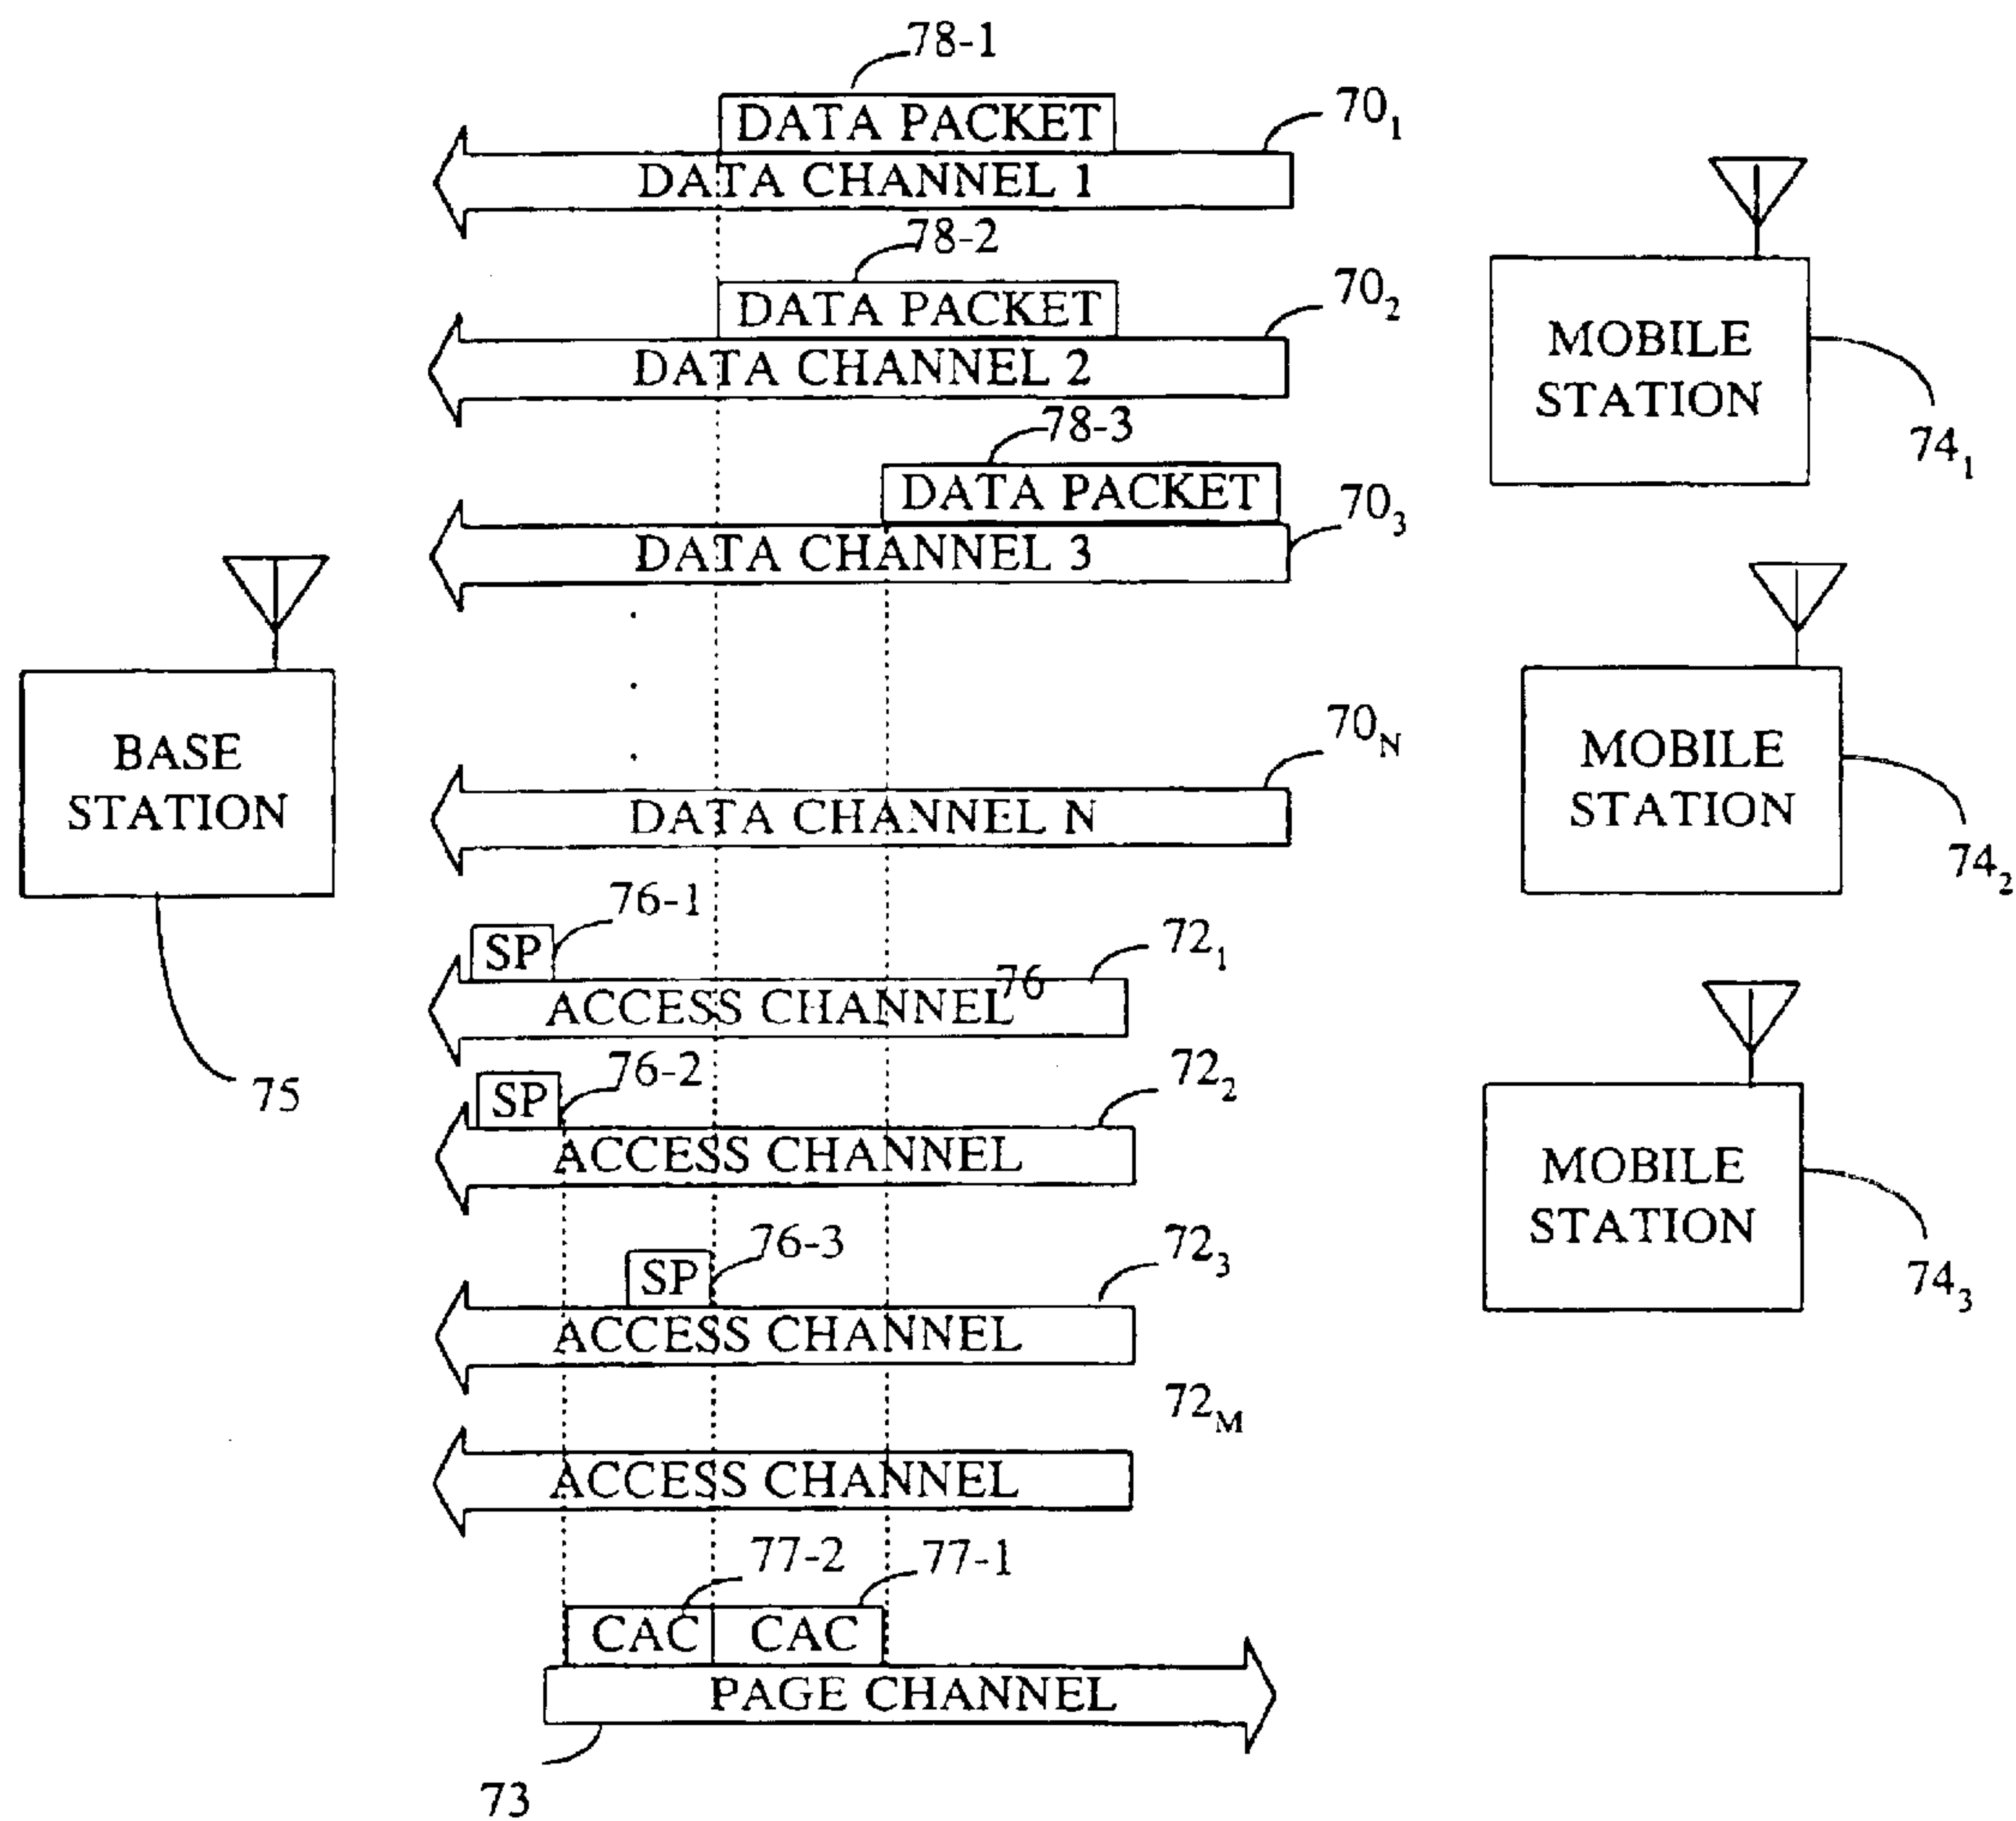 78-1
DATA PACKET
70₁
DATA CHANNEL 1
78-2
DATA PACKET
70₂
DATA CHANNEL 2
MOBILE
STATION
74₁
78-3
DATA PACKET
70₃
DATA CHANNEL 3
BASE
STATION
75
70_N
DATA CHANNEL N
MOBILE
STATION
74₂
76-1
SP
72₁
76
ACCESS CHANNEL
76-2
SP
72₂
ACCESS CHANNEL
MOBILE
STATION
74₃
76-3
SP
72₃
ACCESS CHANNEL
72_M
ACCESS CHANNEL
77-2
77-1
CAC
CAC
PAGE CHANNEL
73